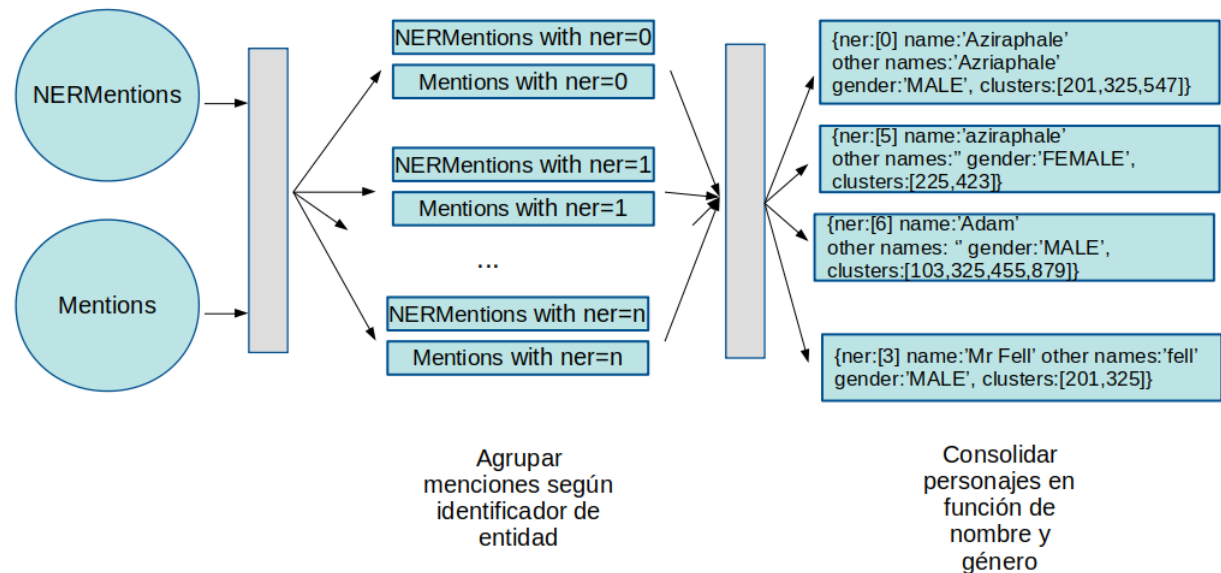 NERMentions
Mentions
NERMentions with ner=0
Mentions with ner=0
NERMentions with ner=1
Mentions with ner=1
...
NERMentions with ner=n
Mentions with ner=n
{ner:[0] name:’Aziraphale’
other names:’Azriaphale’
gender:’MALE’, clusters:[201,325,547]}
{ner:[5] name:’aziraphale’
other names:’’ gender:’FEMALE’,
clusters:[225,423]}
{ner:[6] name:’Adam’
other names: ‘’ gender:’MALE’,
clusters:[103,325,455,879]}
{ner:[3] name:’Mr Fell’ other names:’fell’
gender:’MALE’, clusters:[201,325]}
Agrupar
menciones según
identificador de
entidad
Consolidar
personajes en
función de
nombre y
género